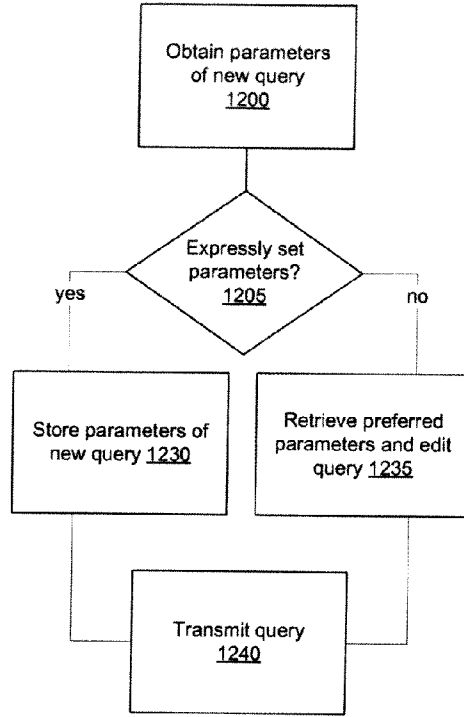 Obtain parameters
of new query
1200
Expressly set
parameters?
1205
yes
no
Store parameters of
new query 1230
Retrieve preferred
parameters and edit
query 1235
Transmit query
1240